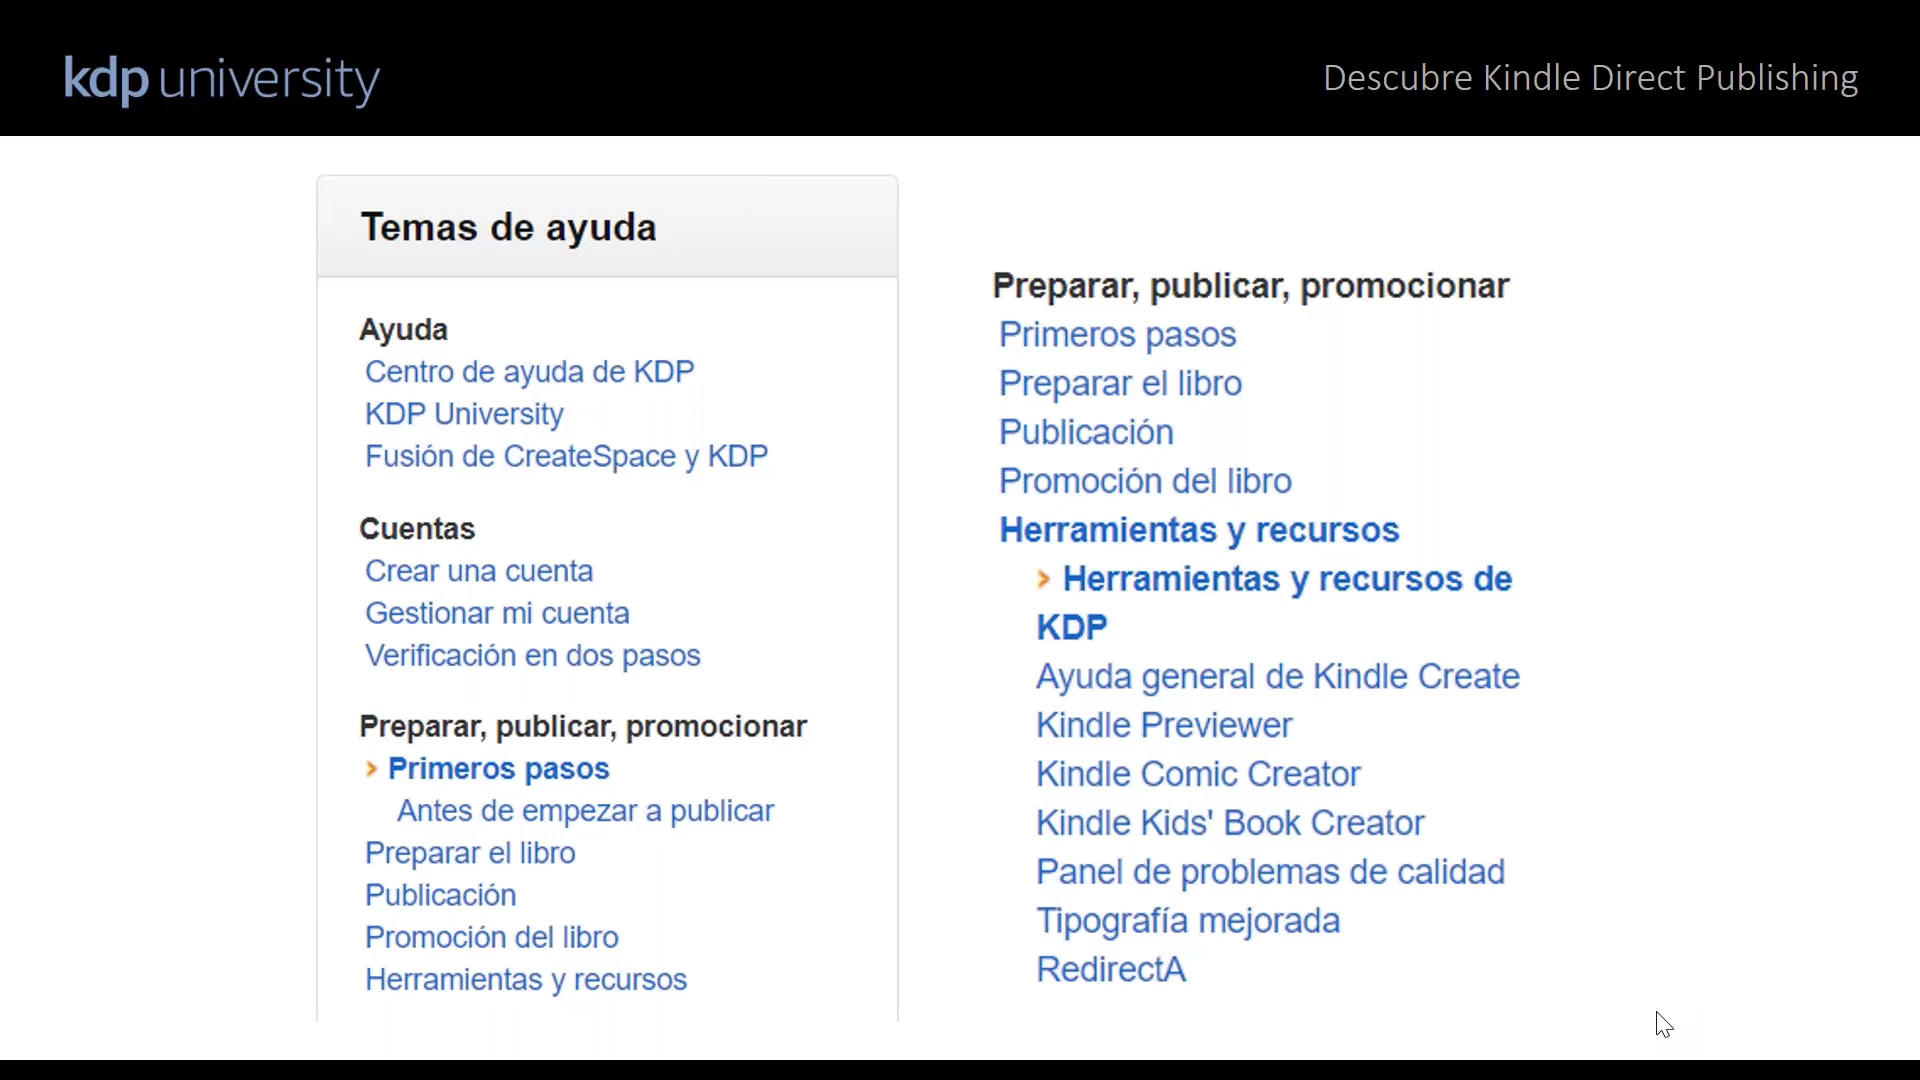 kdp university
Descubre Kindle Direct Publishing
Temas de ayuda
Ayuda
Centro de ayuda de KDP
KDP University
Fusión de CreateSpace y KDP
Cuentas
Crear una cuenta
Gestionar mi cuenta
Verificación en dos pasos
Preparar, publicar, promocionar
› Primeros pasos
Antes de empezar a publicar
Preparar el libro
Publicación
Promoción del libro
Herramientas y recursos
Preparar, publicar, promocionar
Primeros pasos
Preparar el libro
Publicación
Promoción del libro
Herramientas y recursos
› Herramientas y recursos de
KDP
Ayuda general de Kindle Create
Kindle Previewer
Kindle Comic Creator
Kindle Kids' Book Creator
Panel de problemas de calidad
Tipografía mejorada
RedirectA